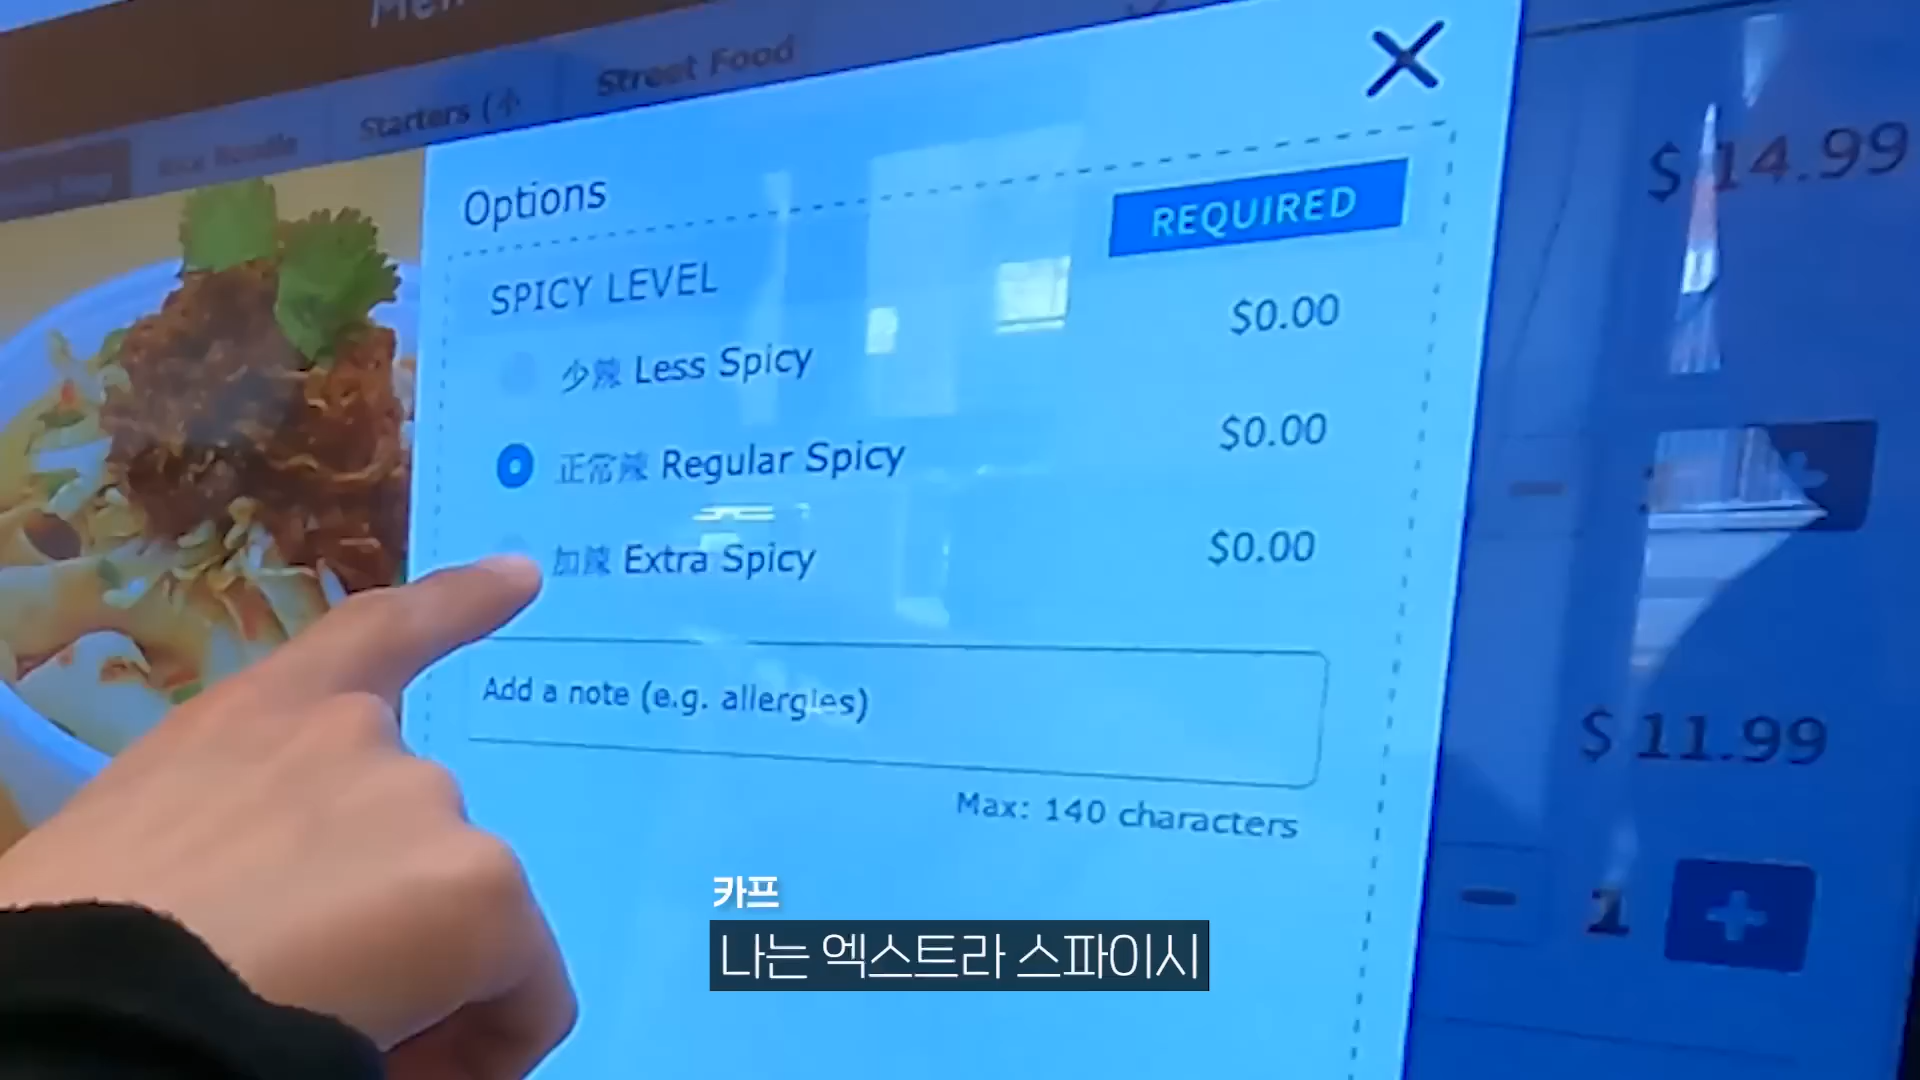 Starters (小
Street Food
Options
REQUIRED
SPICY LEVEL
少辣 Less Spicy $0.00
正常辣 Regular Spicy $0.00
加辣 Extra Spicy $0.00
Add a note (e.g. allergies)
Max: 140 characters
$ 14.99
$ 11.99
1
카프
나는 엑스트라 스파이시